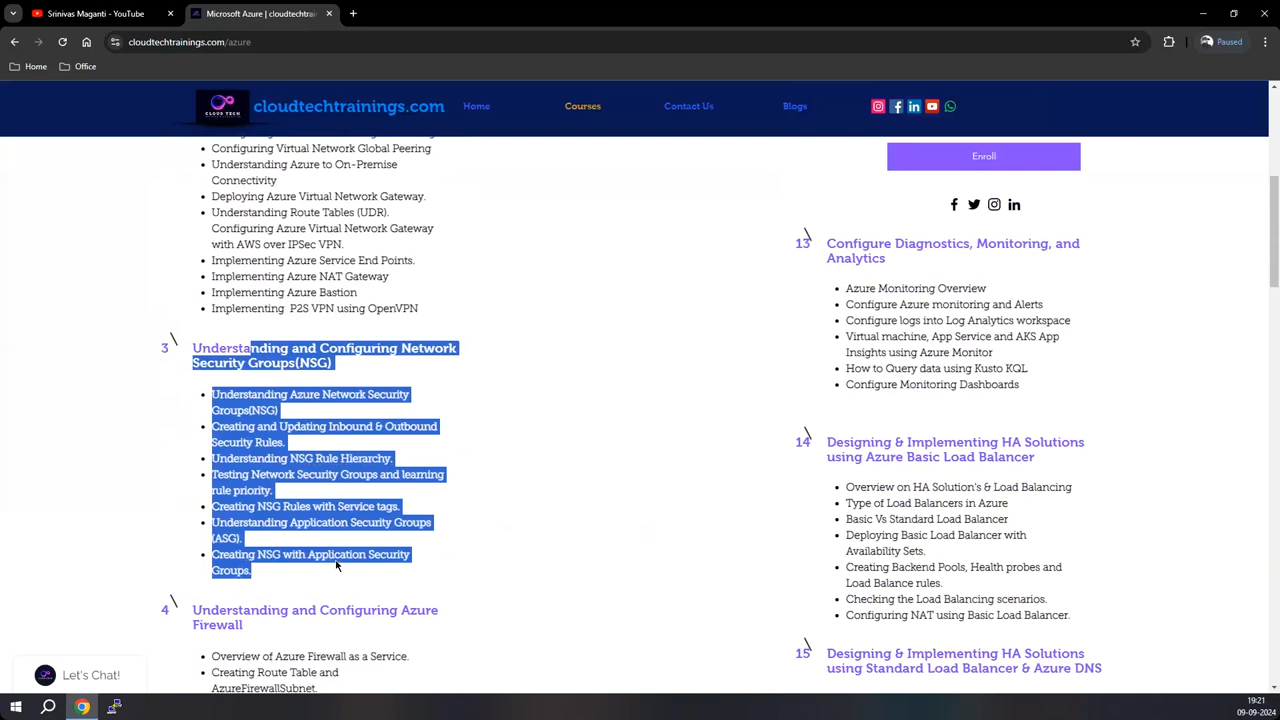 Srinivas Maganti - YouTube
Microsoft Azure | cloudtechtrain
cloudtechtrainings.com/azure
Paused
Home
Office
CLOUD TECH
cloudtechtrainings.com
Home
Courses
Contact Us
Blogs
• Configuring Virtual Network Global Peering
• Understanding Azure to On-Premise
Connectivity
• Deploying Azure Virtual Network Gateway.
• Understanding Route Tables (UDR).
Configuring Azure Virtual Network Gateway
with AWS over IPSec VPN.
• Implementing Azure Service End Points.
• Implementing Azure NAT Gateway
• Implementing Azure Bastion
• Implementing P2S VPN using OpenVPN
3 Understanding and Configuring Network
Security Groups(NSG)
• Understanding Azure Network Security
Groups(NSG)
• Creating and Updating Inbound & Outbound
Security Rules.
• Understanding NSG Rule Hierarchy.
• Testing Network Security Groups and learning
rule priority.
• Creating NSG Rules with Service tags.
• Understanding Application Security Groups
(ASG).
• Creating NSG with Application Security
Groups.
4 Understanding and Configuring Azure
Firewall
• Overview of Azure Firewall as a Service.
• Creating Route Table and
AzureFirewallSubnet.
Enroll
13 Configure Diagnostics, Monitoring, and
Analytics
• Azure Monitoring Overview
• Configure Azure monitoring and Alerts
• Configure logs into Log Analytics workspace
• Virtual machine, App Service and AKS App
Insights using Azure Monitor
• How to Query data using Kusto KQL
• Configure Monitoring Dashboards
14 Designing & Implementing HA Solutions
using Azure Basic Load Balancer
• Overview on HA Solution's & Load Balancing
• Type of Load Balancers in Azure
• Basic Vs Standard Load Balancer
• Deploying Basic Load Balancer with
Availability Sets.
• Creating Backend Pools, Health probes and
Load Balance rules.
• Checking the Load Balancing scenarios.
• Configuring NAT using Basic Load Balancer.
15 Designing & Implementing HA Solutions
using Standard Load Balancer & Azure DNS
Let's Chat!
19:21
09-09-2024